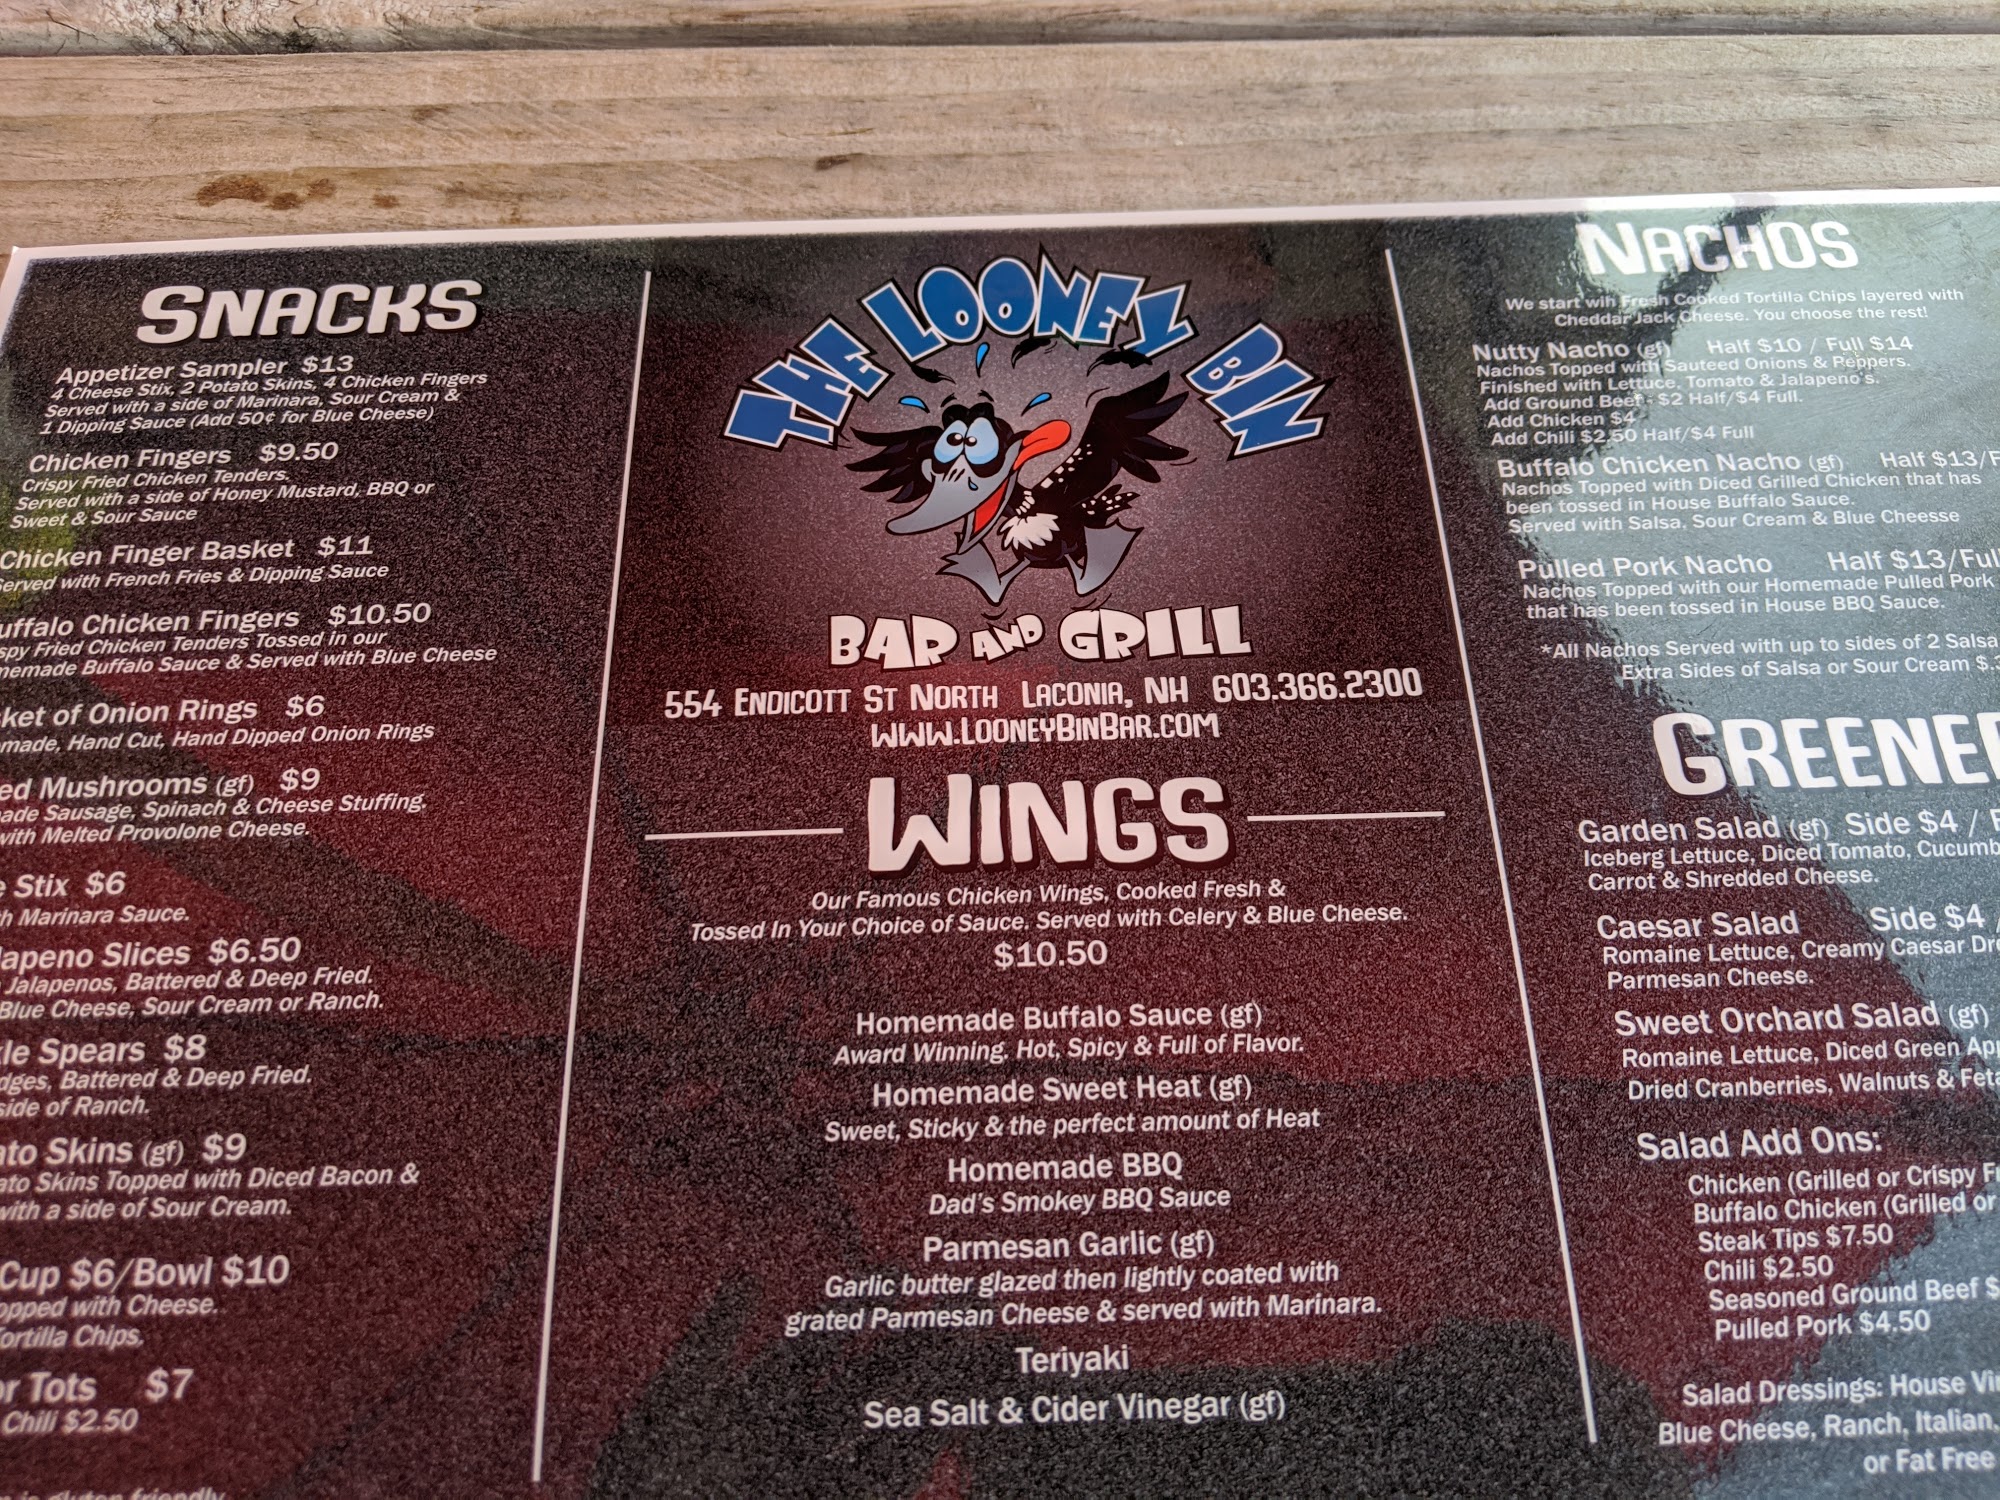 SNACKS
Appetizer Sampler $13
4 Cheese Stix, 2 Potato Skins, 4 Chicken Fingers
Served with a side of Marinara, Sour Cream &
1 Dipping Sauce (Add 50¢ for Blue Cheese)
Chicken Fingers $9.50
Crispy Fried Chicken Tenders.
Served with a side of Honey Mustard, BBQ or
Sweet & Sour Sauce
Chicken Finger Basket $11
Served with French Fries & Dipping Sauce
uffalo Chicken Fingers $10.50
spy Fried Chicken Tenders Tossed in our
memade Buffalo Sauce & Served with Blue Cheese
ket of Onion Rings $6
made, Hand Cut, Hand Dipped Onion Rings
ed Mushrooms (gf) $9
ade Sausage, Spinach & Cheese Stuffing.
with Melted Provolone Cheese.
e Stix $6
h Marinara Sauce.
lapeno Slices $6.50
Jalapenos, Battered & Deep Fried.
Blue Cheese, Sour Cream or Ranch.
le Spears $8
dges, Battered & Deep Fried.
side of Ranch.
ato Skins (gf) $9
ato Skins Topped with Diced Bacon &
with a side of Sour Cream.
Cup $6/Bowl $10
opped with Cheese.
Tortilla Chips.
or Tots $7
Chili $2.50
is gluten friendly
THE LOONEY BIN
BAR AND GRILL
554 ENDICOTT ST NORTH LACONIA, NH 603.366.2300
WWW.LOONEYBINBAR.COM
WINGS
Our Famous Chicken Wings, Cooked Fresh &
Tossed In Your Choice of Sauce. Served with Celery & Blue Cheese.
$10.50
Homemade Buffalo Sauce (gf)
Award Winning. Hot, Spicy & Full of Flavor.
Homemade Sweet Heat (gf)
Sweet, Sticky & the perfect amount of Heat
Homemade BBQ
Dad's Smokey BBQ Sauce
Parmesan Garlic (gf)
Garlic butter glazed then lightly coated with
grated Parmesan Cheese & served with Marinara.
Teriyaki
Sea Salt & Cider Vinegar (gf)
NACHOS
We start wih Fresh Cooked Tortilla Chips layered with
Cheddar Jack Cheese. You choose the rest!
Nutty Nacho (gf) Half $10 / Full $14
Nachos Topped with Sauteed Onions & Peppers.
Finished with Lettuce, Tomato & Jalapeno's.
Add Ground Beef - $2 Half/$4 Full.
Add Chicken $4
Add Chili $2.50 Half/$4 Full
Buffalo Chicken Nacho (gf) Half $13/F
Nachos Topped with Diced Grilled Chicken that has
been tossed in House Buffalo Sauce.
Served with Salsa, Sour Cream & Blue Cheesse
Pulled Pork Nacho Half $13/Full
Nachos Topped with our Homemade Pulled Pork
that has been tossed in House BBQ Sauce.
*All Nachos Served with up to sides of 2 Salsa
Extra Sides of Salsa or Sour Cream $.
GREENE
Garden Salad (gf) Side $4 / F
Iceberg Lettuce, Diced Tomato, Cucumb
Carrot & Shredded Cheese.
Caesar Salad Side $4 /
Romaine Lettuce, Creamy Caesar Dre
Parmesan Cheese.
Sweet Orchard Salad (gf)
Romaine Lettuce, Diced Green App
Dried Cranberries, Walnuts & Feta
Salad Add Ons:
Chicken (Grilled or Crispy Fr
Buffalo Chicken (Grilled or
Steak Tips $7.50
Chili $2.50
Seasoned Ground Beef $
Pulled Pork $4.50
Salad Dressings: House Vi
Blue Cheese, Ranch, Italian,
or Fat Free